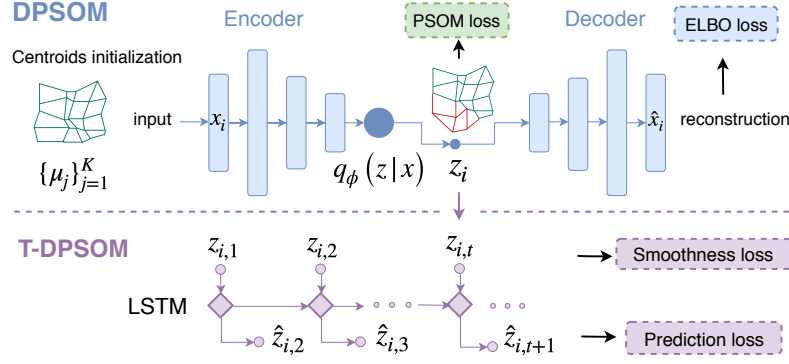 DPSOM
Encoder
PSOM loss
Decoder
ELBO loss
Centroids initialization
input
x_i
x̂_i
reconstruction
{μ_j}_{j=1}^K
q_ϕ (z | x)
z_i
T-DPSOM
z_{i,1}
z_{i,2}
z_{i,t}
Smoothness loss
LSTM
ẑ_{i,2}
ẑ_{i,3}
ẑ_{i,t+1}
Prediction loss